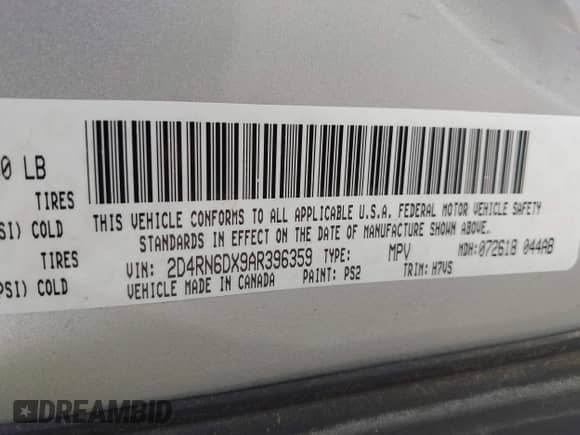 0 LB
TIRES
SI) COLD
TIRES
PSI) COLD
THIS VEHICLE CONFORMS TO ALL APPLICABLE U.S.A. FEDERAL MOTOR VEHICLE SAFETY
STANDARDS IN EFFECT ON THE DATE OF MANUFACTURE SHOWN ABOVE.
VIN: 2D4RN6DX9AR396359 TYPE: MPV MDH: 072618 044AB
VEHICLE MADE IN CANADA PAINT: PS2 TRIM: H7VS
DREAMBID